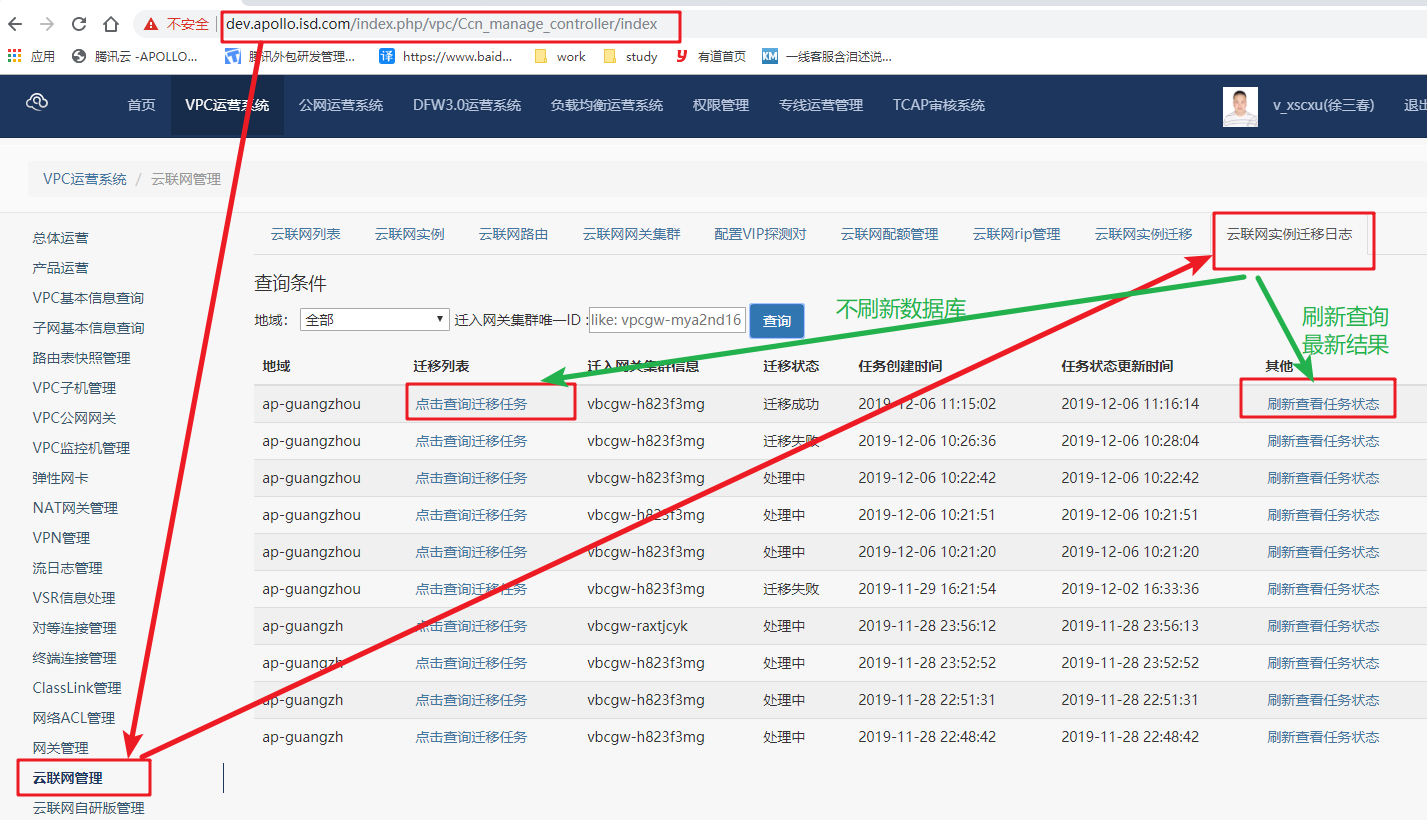 不安全 dev.apollo.isd.com/index.php/vpc/Ccn_manage_controller/index
应用 腾讯云 -APOLLO... 腾讯外包研发管理... 译 https://www.baid... work study y 有道首页 KM 一线客服含泪述说...
首页 VPC运营系统 公网运营系统 DFW3.0运营系统 负载均衡运营系统 权限管理 专线运营管理 TCAP审核系统 v_xscxu(徐三春) 退出
VPC运营系统 / 云联网管理
总体运营
产品运营
VPC基本信息查询
子网基本信息查询
路由表快照管理
VPC子机管理
VPC公网网关
VPC监控机管理
弹性网卡
NAT网关管理
VPN管理
流日志管理
VSR信息处理
对等连接管理
终端连接管理
ClassLink管理
网络ACL管理
网关管理
云联网管理
云联网自研版管理
云联网列表 云联网实例 云联网路由 云联网网关集群 配置VIP探测对 云联网配额管理 云联网rip管理 云联网实例迁移 云联网实例迁移日志
查询条件
不刷新数据库
刷新查询
最新结果
地域： 全部 迁入网关集群唯一ID : like: vpcgw-mya2nd16 查询
地域 迁移列表 迁入网关集群信息 迁移状态 任务创建时间 任务状态更新时间 其他
ap-guangzhou 点击查询迁移任务 vbcgw-h823f3mg 迁移成功 2019-12-06 11:15:02 2019-12-06 11:16:14 刷新查看任务状态
ap-guangzhou 点击查询迁移任务 vbcgw-h823f3mg 迁移失败 2019-12-06 10:26:36 2019-12-06 10:28:04 刷新查看任务状态
ap-guangzhou 点击查询迁移任务 vbcgw-h823f3mg 处理中 2019-12-06 10:22:42 2019-12-06 10:22:42 刷新查看任务状态
ap-guangzhou 点击查询迁移任务 vbcgw-h823f3mg 处理中 2019-12-06 10:21:51 2019-12-06 10:21:51 刷新查看任务状态
ap-guangzhou 点击查询迁移任务 vbcgw-h823f3mg 处理中 2019-12-06 10:21:20 2019-12-06 10:21:20 刷新查看任务状态
ap-guangzhou 点击查询迁移任务 vbcgw-h823f3mg 迁移失败 2019-11-29 16:21:54 2019-12-02 16:33:36 刷新查看任务状态
ap-guangzh 点击查询迁移任务 vbcgw-raxtjcyk 处理中 2019-11-28 23:56:12 2019-11-28 23:56:13 刷新查看任务状态
ap-guangzh 点击查询迁移任务 vbcgw-h823f3mg 处理中 2019-11-28 23:52:52 2019-11-28 23:52:52 刷新查看任务状态
ap-guangzh 点击查询迁移任务 vbcgw-h823f3mg 处理中 2019-11-28 22:51:31 2019-11-28 22:51:31 刷新查看任务状态
ap-guangzh 点击查询迁移任务 vbcgw-h823f3mg 处理中 2019-11-28 22:48:42 2019-11-28 22:48:42 刷新查看任务状态